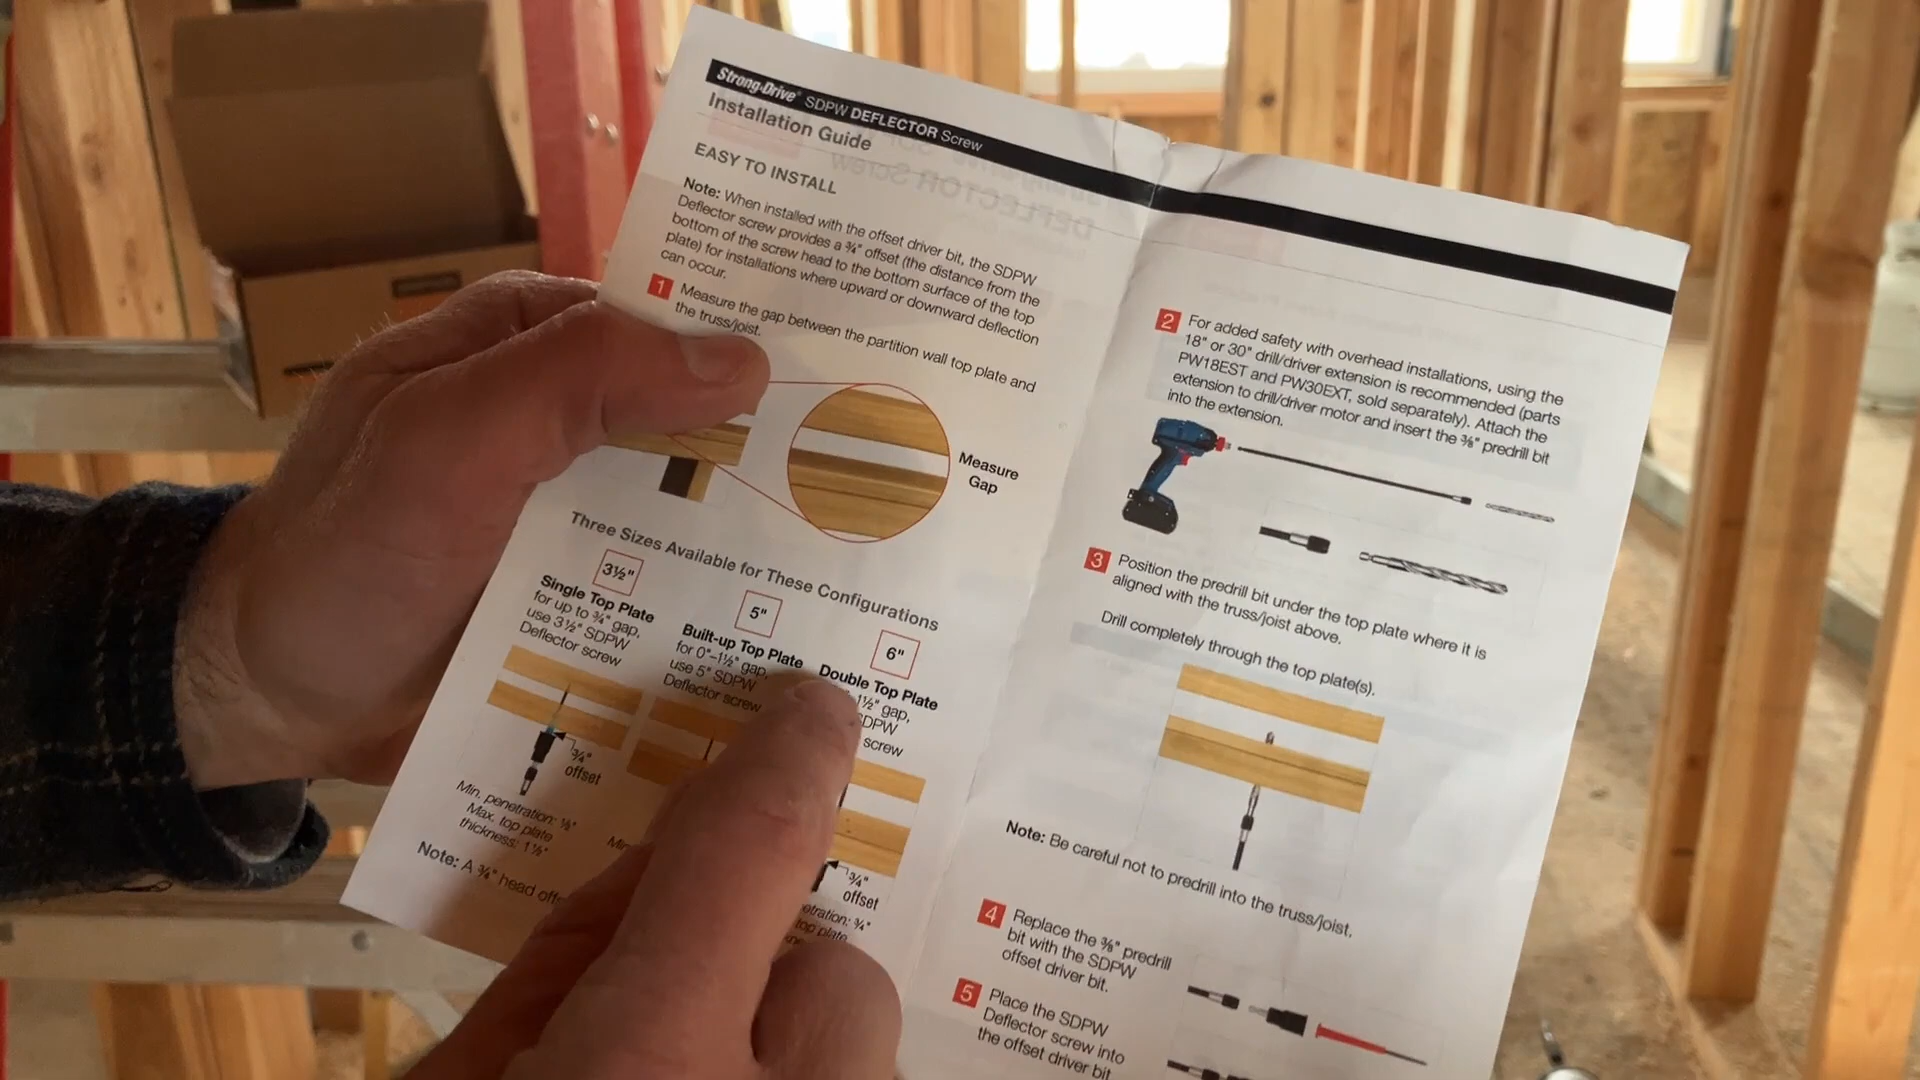 Strong-Drive® SDPW DEFLECTOR Screw
Installation Guide
EASY TO INSTALL
Note: When installed with the offset driver bit, the SDPW
Deflector screw provides a ¾" offset (the distance from the
bottom of the screw head to the bottom surface of the top
plate) for installations where upward or downward deflection
can occur.
1 Measure the gap between the partition wall top plate and
the truss/joist.
Measure
Gap
Three Sizes Available for These Configurations
3½"
Single Top Plate
for up to ¾" gap,
use 3½" SDPW
Deflector screw
¾"
offset
Min. penetration: ½"
Max. top plate
thickness: 1½"
5"
Built-up Top Plate
for 0"–1½" gap,
use 5" SDPW
Deflector screw
6"
Double Top Plate
1½" gap,
SDPW
screw
¾"
offset
¾"
top plate
Note: A ¾" head
2 For added safety with overhead installations, using the
18" or 30" drill/driver extension is recommended (parts
PW18EST and PW30EXT, sold separately). Attach the
extension to drill/driver motor and insert the ⅜" predrill bit
into the extension.
3 Position the predrill bit under the top plate where it is
aligned with the truss/joist above.
Drill completely through the top plate(s).
Note: Be careful not to predrill into the truss/joist.
4 Replace the ⅜" predrill
bit with the SDPW
offset driver bit.
5 Place the SDPW
Deflector screw into
the offset driver bit